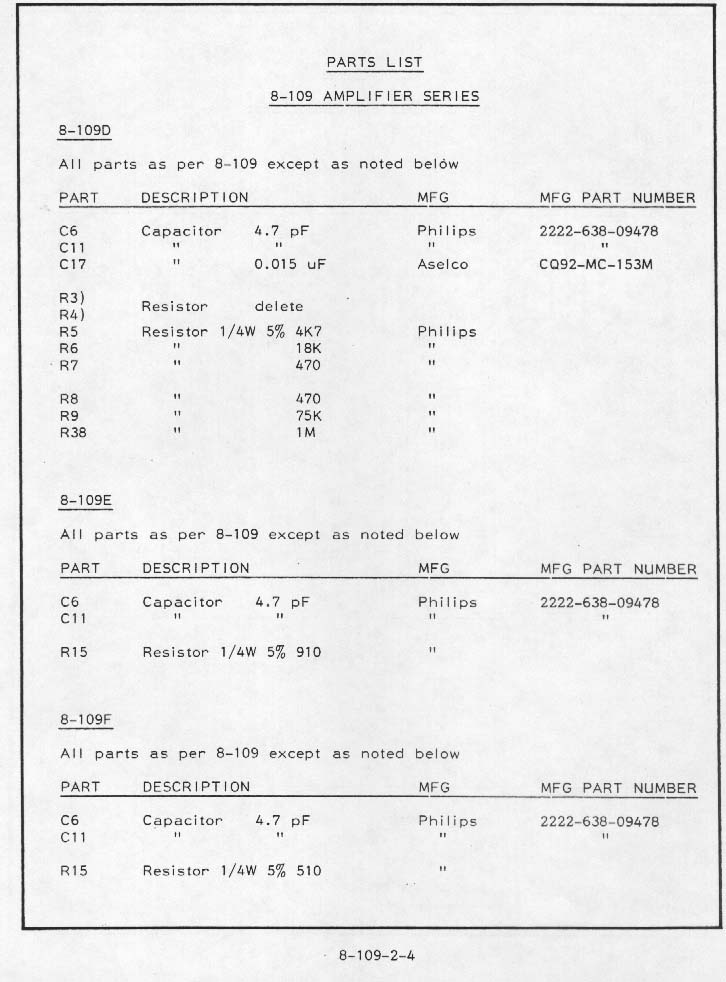 PARTS LIST
8-109 AMPLIFIER SERIES
8-109D
All parts as per 8-109 except as noted below
PART DESCRIPTION MFG MFG PART NUMBER
C6 Capacitor 4.7 pF Philips 2222-638-09478
C11 " " " "
C17 " 0.015 uF Aselco CQ92-MC-153M
R3)
R4) Resistor delete
R5 Resistor 1/4W 5% 4K7 Philips
R6 " 18K "
R7 " 470 "
R8 " 470 "
R9 " 75K "
R38 " 1M "
8-109E
All parts as per 8-109 except as noted below
PART DESCRIPTION MFG MFG PART NUMBER
C6 Capacitor 4.7 pF Philips 2222-638-09478
C11 " " " "
R15 Resistor 1/4W 5% 910 "
8-109F
All parts as per 8-109 except as noted below
PART DESCRIPTION MFG MFG PART NUMBER
C6 Capacitor 4.7 pF Philips 2222-638-09478
C11 " " " "
R15 Resistor 1/4W 5% 510 "
8-109-2-4